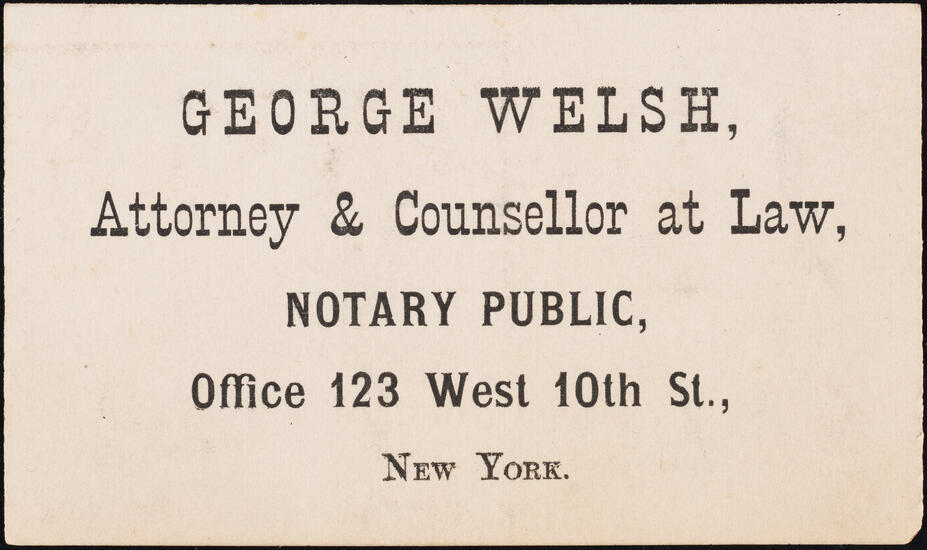 GEORGE WELSH,
Attorney & Counsellor at Law,
NOTARY PUBLIC,
Office 123 West 10th St.,
NEW YORK.